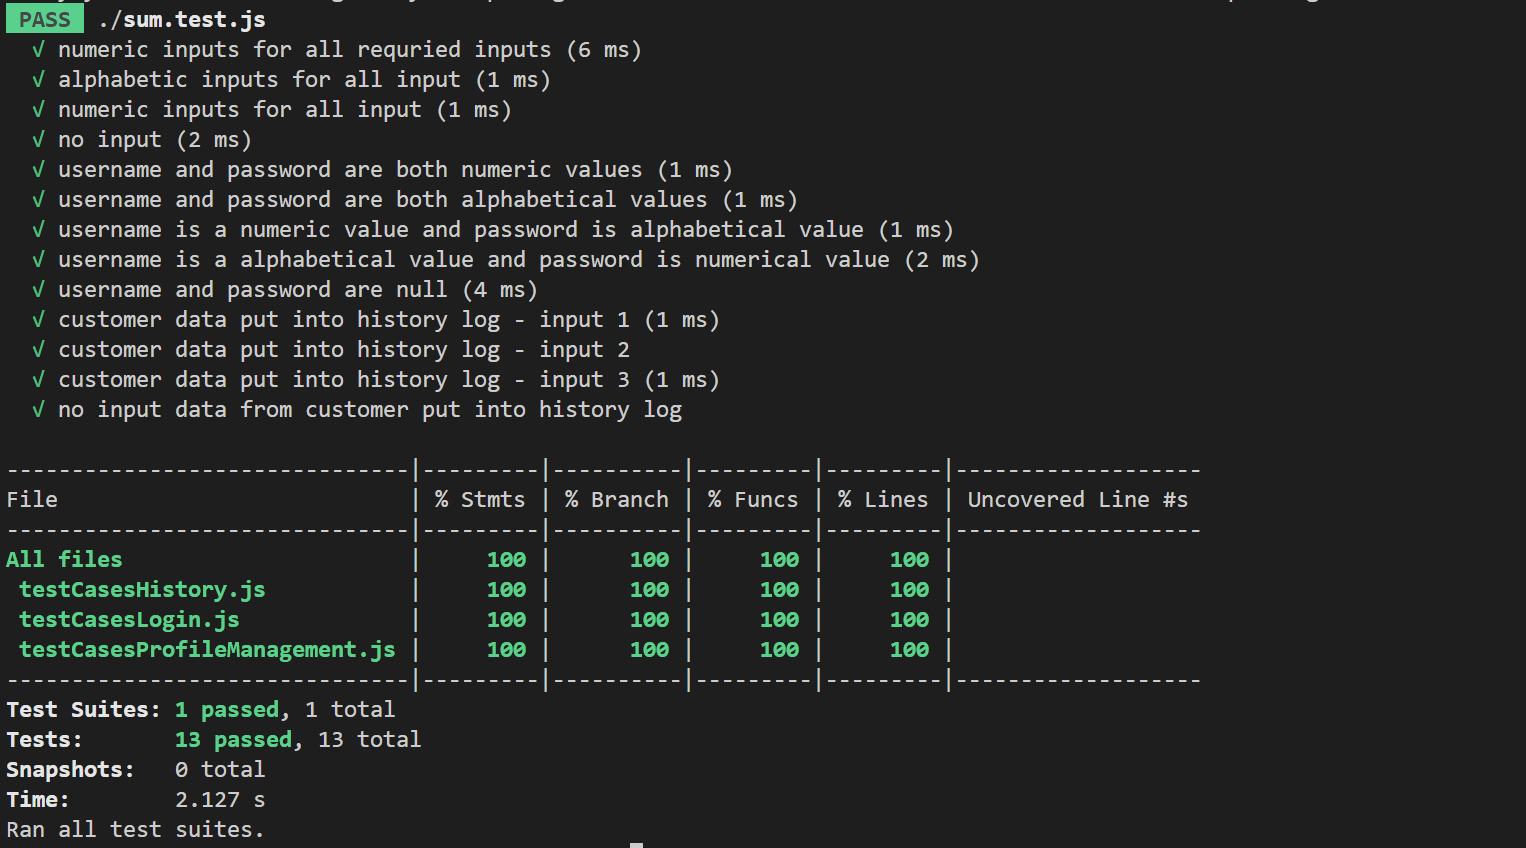 PASS ./sum.test.js
√ numeric inputs for all requried inputs (6 ms)
√ alphabetic inputs for all input (1 ms)
√ numeric inputs for all input (1 ms)
√ no input (2 ms)
√ username and password are both numeric values (1 ms)
√ username and password are both alphabetical values (1 ms)
√ username is a numeric value and password is alphabetical value (1 ms)
√ username is a alphabetical value and password is numerical value (2 ms)
√ username and password are null (4 ms)
√ customer data put into history log - input 1 (1 ms)
√ customer data put into history log - input 2
√ customer data put into history log - input 3 (1 ms)
√ no input data from customer put into history log
-------------------------------|---------|----------|---------|---------|-------------------
File | % Stmts | % Branch | % Funcs | % Lines | Uncovered Line #s
-------------------------------|---------|----------|---------|---------|-------------------
All files | 100 | 100 | 100 | 100 |
testCasesHistory.js | 100 | 100 | 100 | 100 |
testCasesLogin.js | 100 | 100 | 100 | 100 |
testCasesProfileManagement.js | 100 | 100 | 100 | 100 |
-------------------------------|---------|----------|---------|---------|-------------------
Test Suites: 1 passed, 1 total
Tests: 13 passed, 13 total
Snapshots: 0 total
Time: 2.127 s
Ran all test suites.